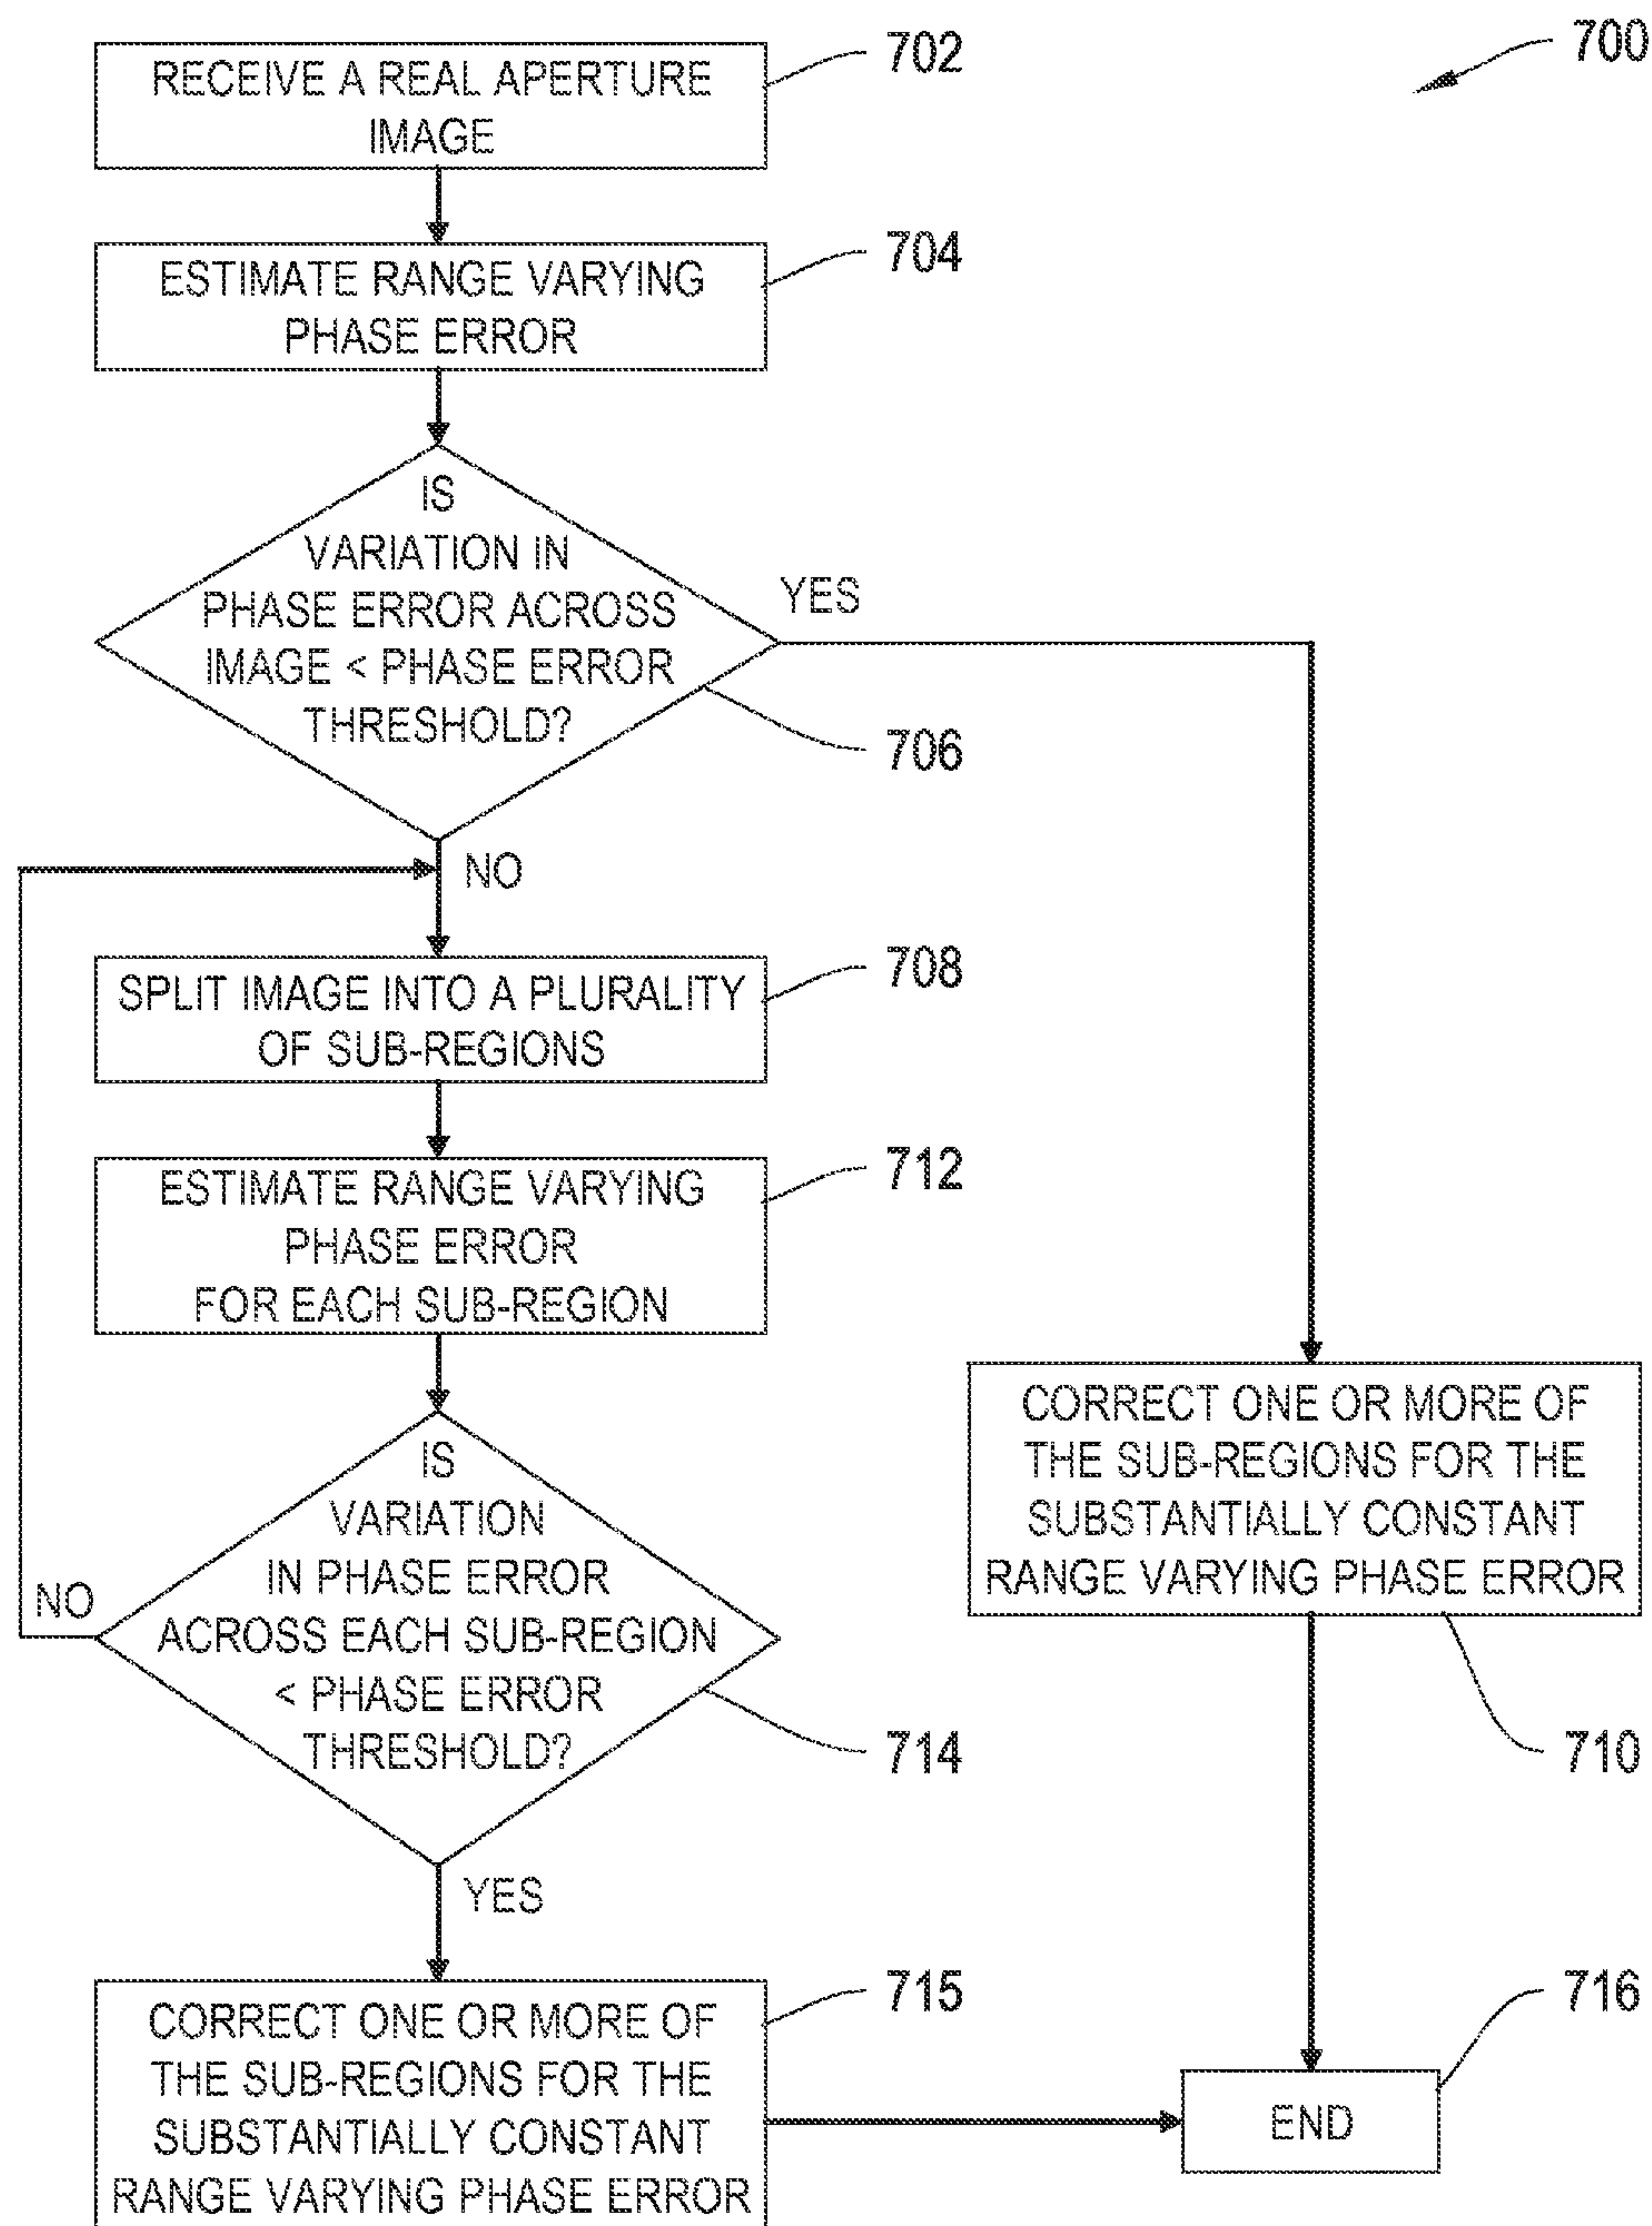 700
702
RECEIVE A REAL APERTURE
IMAGE
704
ESTIMATE RANGE VARYING
PHASE ERROR
IS
VARIATION IN
PHASE ERROR ACROSS
IMAGE < PHASE ERROR
THRESHOLD?
YES
706
NO
708
SPLIT IMAGE INTO A PLURALITY
OF SUB-REGIONS
712
ESTIMATE RANGE VARYING
PHASE ERROR
FOR EACH SUB-REGION
IS
VARIATION
IN PHASE ERROR
ACROSS EACH SUB-REGION
< PHASE ERROR
THRESHOLD?
NO
714
YES
CORRECT ONE OR MORE OF
THE SUB-REGIONS FOR THE
SUBSTANTIALLY CONSTANT
RANGE VARYING PHASE ERROR
710
715
CORRECT ONE OR MORE OF
THE SUB-REGIONS FOR THE
SUBSTANTIALLY CONSTANT
RANGE VARYING PHASE ERROR
716
END